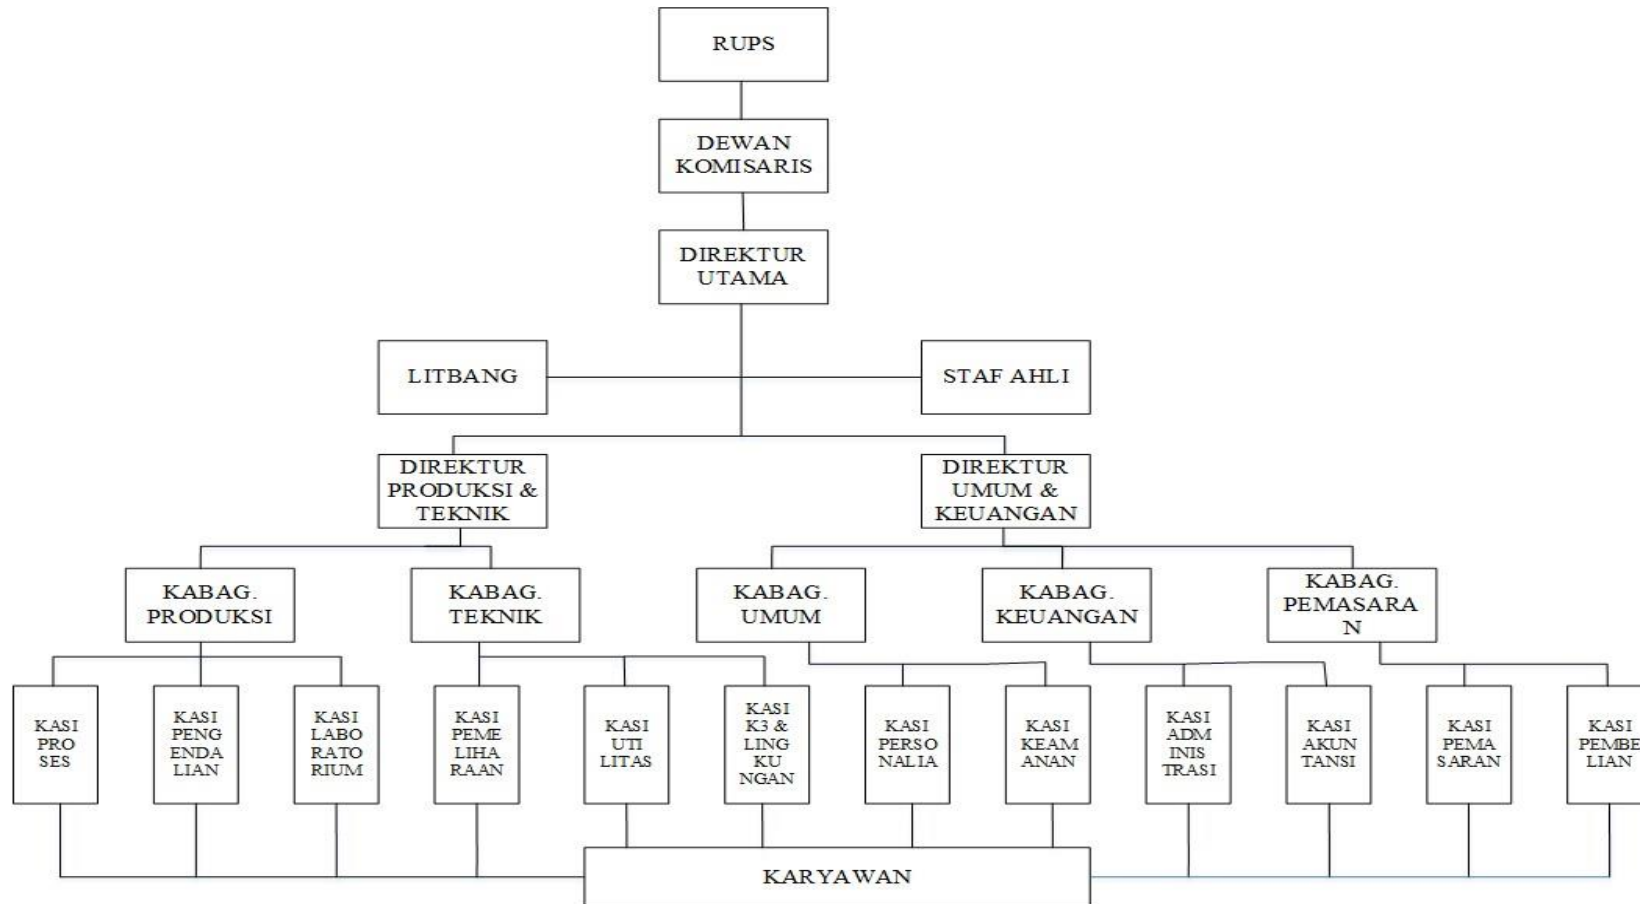 RUPS
DEWAN
KOMISARIS
DIREKTUR
UTAMA
LITBANG
STAF AHLI
DIREKTUR
PRODUKSI &
TEKNIK
DIREKTUR
UMUM &
KEUANGAN
KABAG.
PRODUKSI
KABAG.
TEKNIK
KABAG.
UMUM
KABAG.
KEUANGAN
KABAG.
PEMASARA
N
KASI
PRO
SES
KASI
PENG
ENDA
LIAN
KASI
LABO
RATO
RIUM
KASI
PEME
LIHA
RAAN
KASI
UTI
LITAS
KASI
K3 &
LING
KU
NGAN
KASI
PERSO
NALIA
KASI
KEAM
ANAN
KASI
ADM
INIS
TRASI
KASI
AKUN
TANSI
KASI
PEMA
SARAN
KASI
PEMBE
LIAN
KARYAWAN